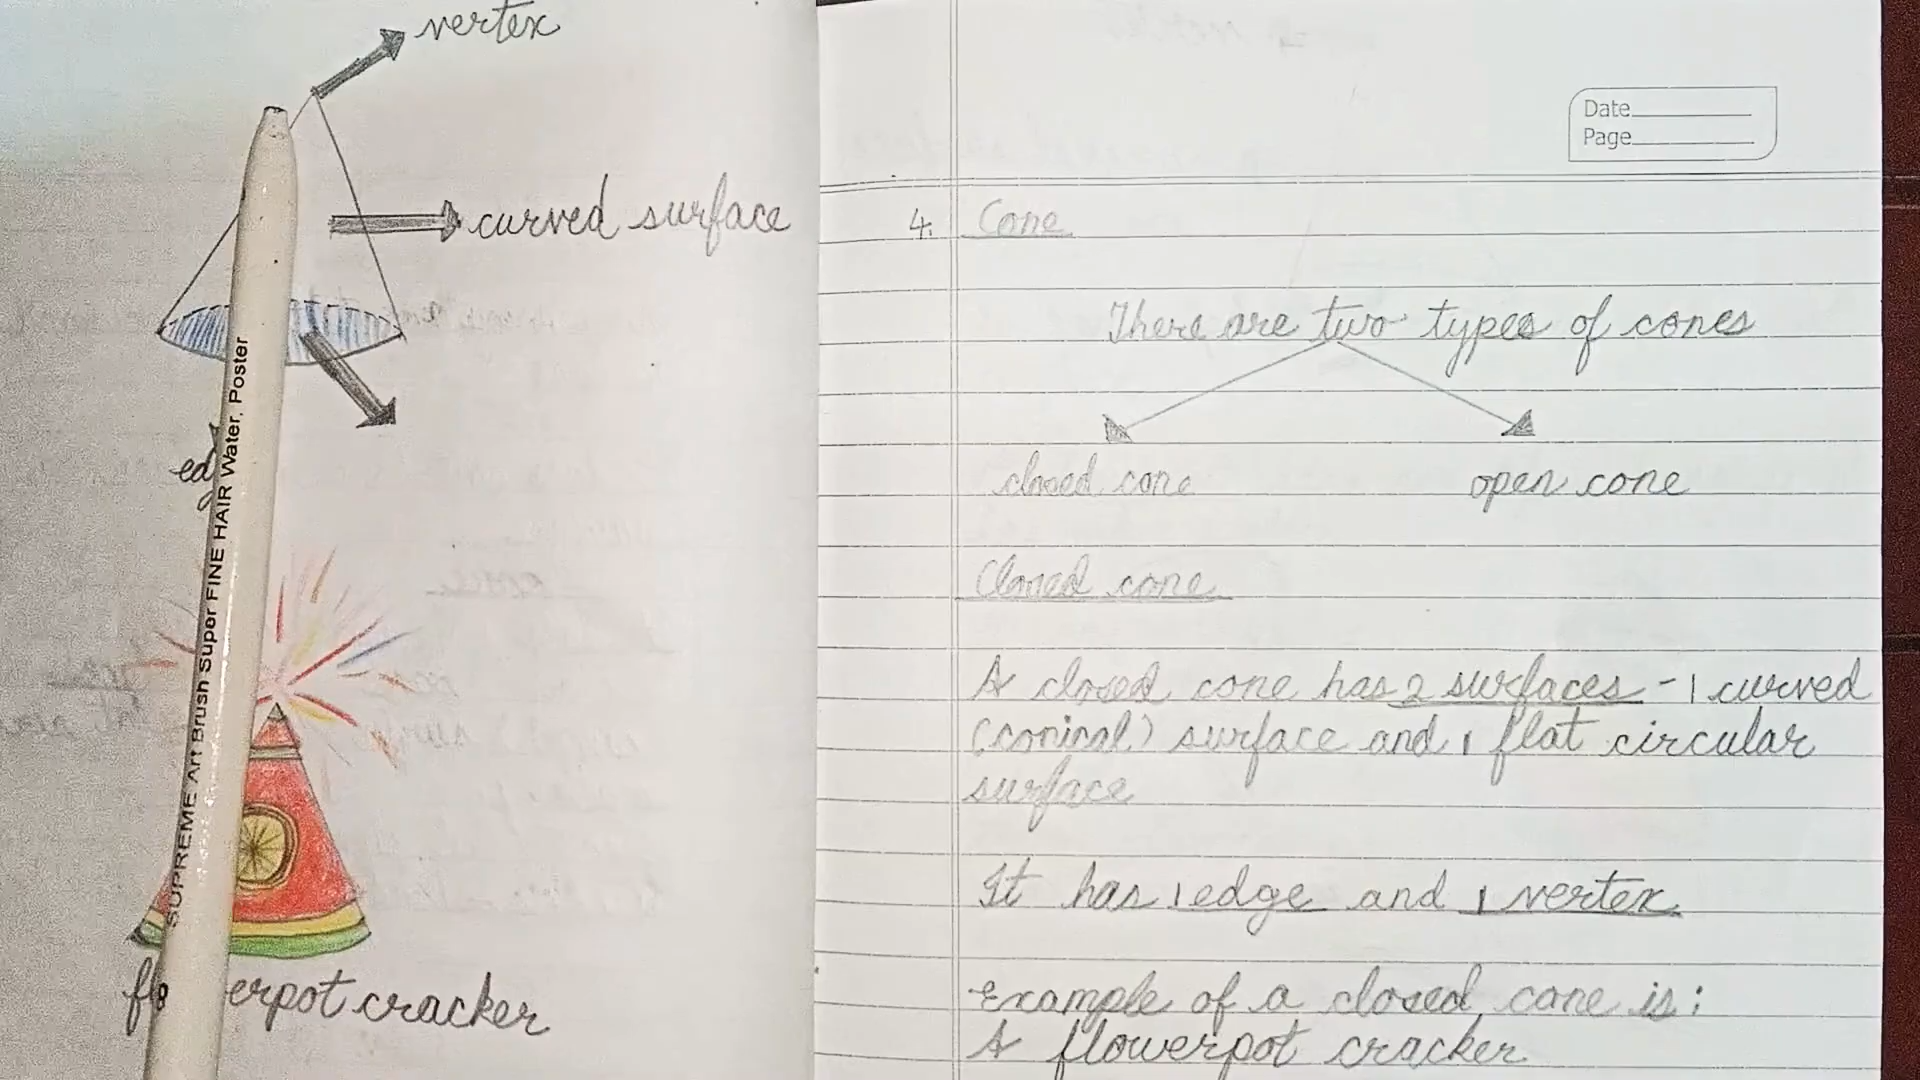 vertex
curved surface
SUPREME Art Brush Super FINE HAIR Water, Poster
cracker
Date
Page
4. Cone
There are two types of cones
closed cone
open cone
Closed cone
A closed cone has 2 surfaces - 1 curved
(conical) surface and 1 flat circular
surface
It has 1 edge and 1 vertex
Example of a closed cone is:
A flowerpot cracker